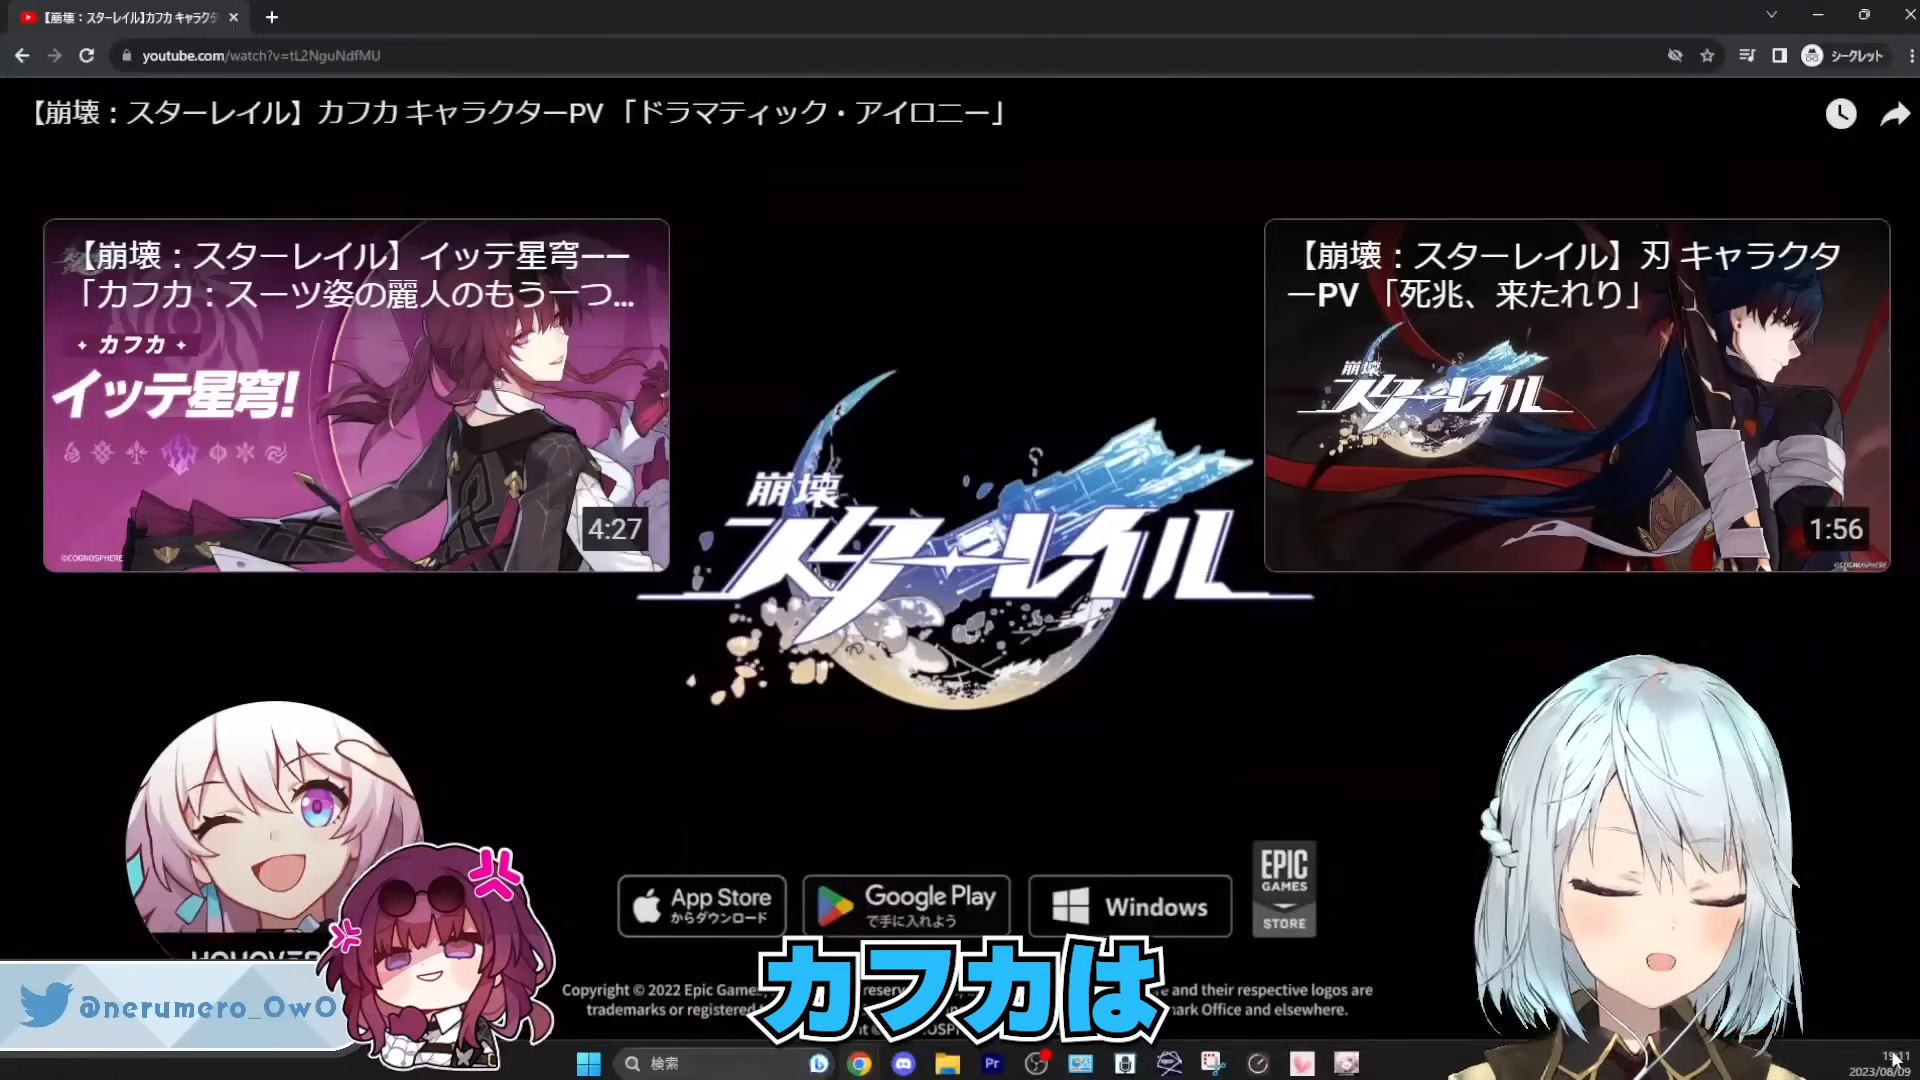 【崩壊：スターレイル】カフカ キャラクタ
youtube.com/watch?v=tL2NguNdfMU
シークレット
【崩壊：スターレイル】カフカ キャラクターPV 「ドラマティック・アイロニー」
【崩壊：スターレイル】イッテ星穹——
「カフカ：スーツ姿の麗人のもう一つ...
カフカ
イッテ星穹!
4:27
©COGNOSPHERE
【崩壊：スターレイル】刃 キャラクタ
ーPV 「死兆、来たれり」
崩壊
スターレイル
1:56
©COGNOSPHERE
崩壊
スターレイル
App Store
からダウンロード
Google Play
で手に入れよう
Windows
EPIC
GAMES
STORE
@nerumero_OwO
Copyright © 2022 Epic Game
and their respective logos are
trademarks or registered
ark Office and elsewhere.
カフカは
検索
Pr
19:11
2023/08/09